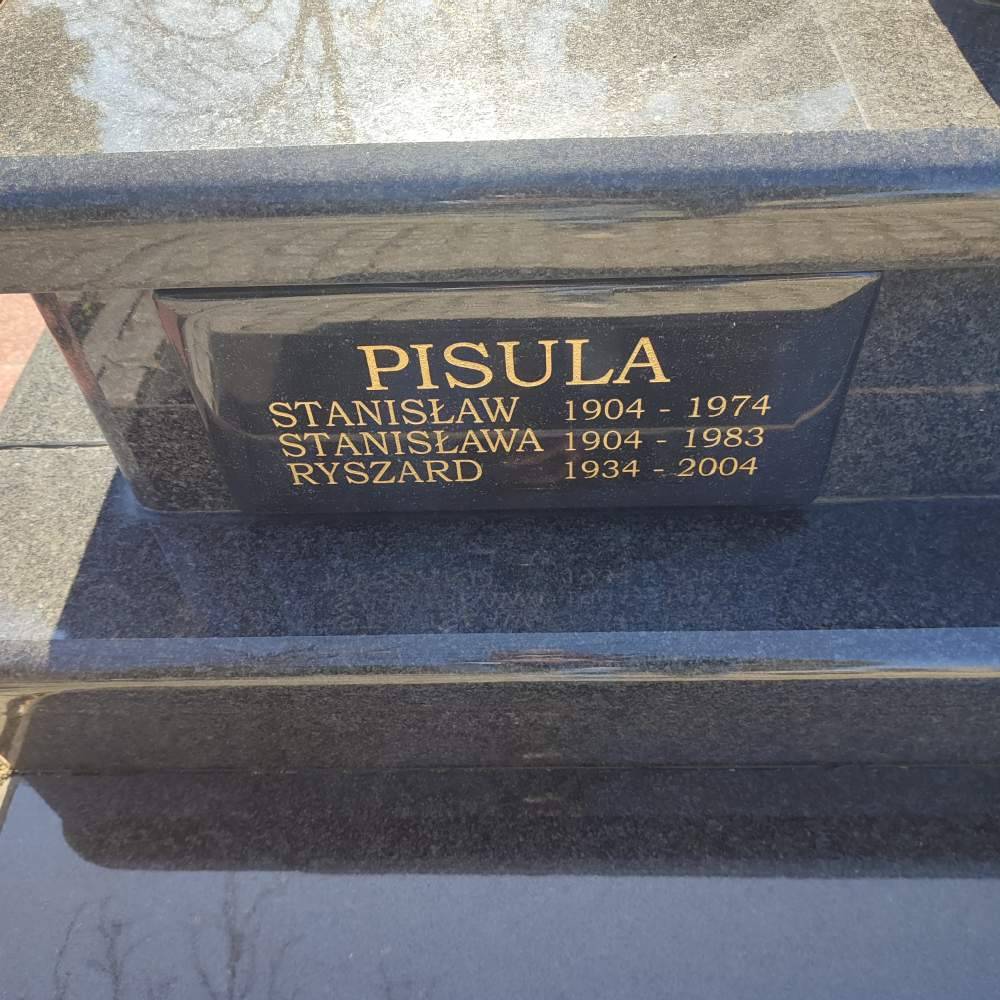 PISULA
STANISŁAW 1904 - 1974
STANISŁAWA 1904 - 1983
RYSZARD 1934 - 2004